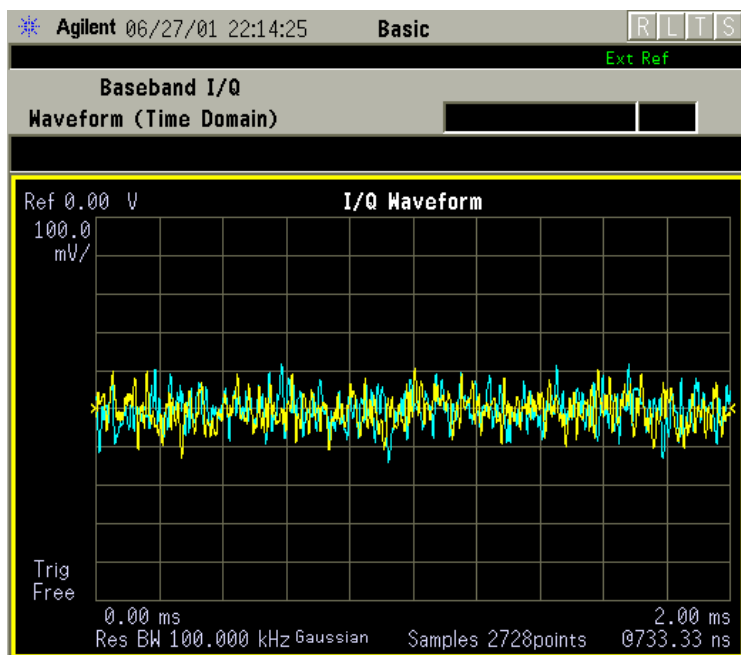 Agilent 06/27/01 22:14:25 Basic R L T S
Ext Ref
Baseband I/Q
Waveform (Time Domain)
Ref 0.00 V I/Q Waveform
100.0
mV/
Trig
Free
0.00 ms 2.00 ms
Res BW 100.000 kHz Gaussian Samples 2728points @733.33 ns